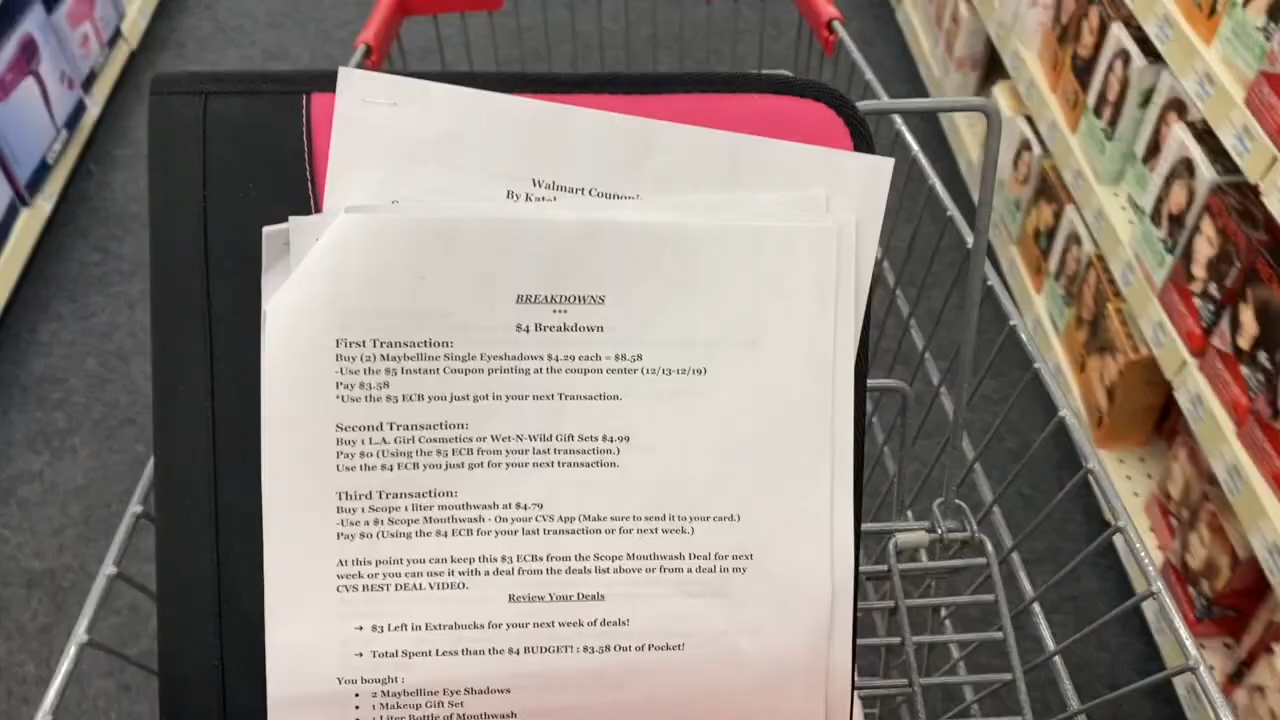 Walmart
By
BREAKDOWNS
***
$4 Breakdown
First Transaction:
Buy (2) Maybelline Single Eyeshadows $4.29 each = $8.58
-Use the $5 Instant Coupon printing at the coupon center (12/13-12/19)
Pay $3.58
*Use the $5 ECB you just got in your next Transaction.
Second Transaction:
Buy 1 L.A. Girl Cosmetics or Wet-N-Wild Gift Sets $4.99
Pay $0 (Using the $5 ECB from your last transaction.)
Use the $4 ECB you just got for your next transaction.
Third Transaction:
Buy 1 Scope 1 liter mouthwash at $4.79
-Use a $1 Scope Mouthwash - On your CVS App (Make sure to send it to your card.)
Pay $0 (Using the $4 ECB for your last transaction or for next week.)
At this point you can keep this $3 ECBs from the Scope Mouthwash Deal for next
week or you can use it with a deal from the deals list above or from a deal in my
CVS BEST DEAL VIDEO.
Review Your Deals
→ $3 Left in Extrabucks for your next week of deals!
→ Total Spent Less than the $4 BUDGET! : $3.58 Out of Pocket!
You bought :
• 2 Maybelline Eye Shadows
• 1 Makeup Gift Set
• 1 Liter Bottle of Mouthwash